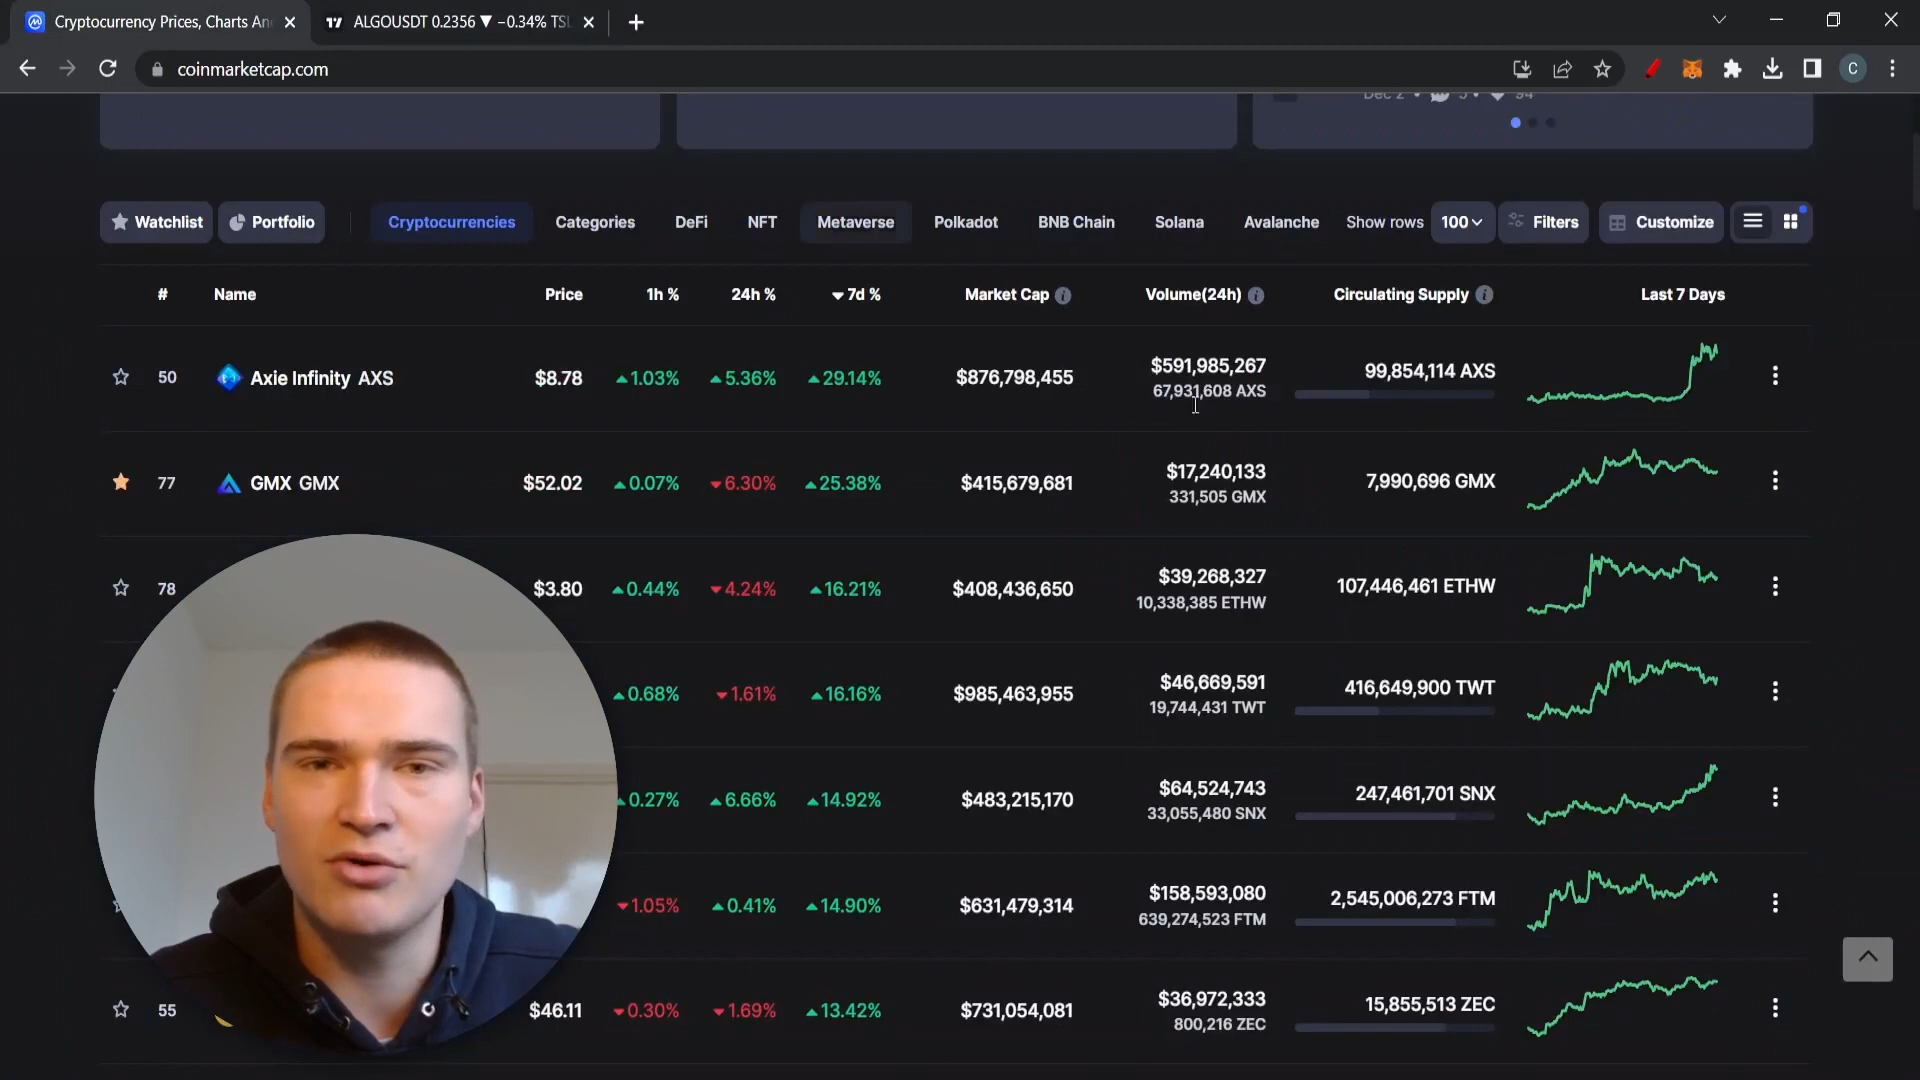 Cryptocurrency Prices, Charts An
ALGOUSDT 0.2356 ▼ −0.34% TS
coinmarketcap.com
C
Dec 2 • 5 • 94
Watchlist
Portfolio
Cryptocurrencies
Categories
DeFi
NFT
Metaverse
Polkadot
BNB Chain
Solana
Avalanche
Show rows
100
Filters
Customize
# Name Price 1h % 24h % ▼7d % Market Cap Volume(24h) Circulating Supply Last 7 Days
50 Axie Infinity AXS $8.78 ▲1.03% ▲5.36% ▲29.14% $876,798,455 $591,985,267 99,854,114 AXS
67,931,608 AXS
77 GMX GMX $52.02 ▲0.07% ▼6.30% ▲25.38% $415,679,681 $17,240,133 7,990,696 GMX
331,505 GMX
78 $3.80 ▲0.44% ▼4.24% ▲16.21% $408,436,650 $39,268,327 107,446,461 ETHW
10,338,385 ETHW
▲0.68% ▼1.61% ▲16.16% $985,463,955 $46,669,591 416,649,900 TWT
19,744,431 TWT
▲0.27% ▲6.66% ▲14.92% $483,215,170 $64,524,743 247,461,701 SNX
33,055,480 SNX
▼1.05% ▲0.41% ▲14.90% $631,479,314 $158,593,080 2,545,006,273 FTM
639,274,523 FTM
55 $46.11 ▼0.30% ▼1.69% ▲13.42% $731,054,081 $36,972,333 15,855,513 ZEC
800,216 ZEC